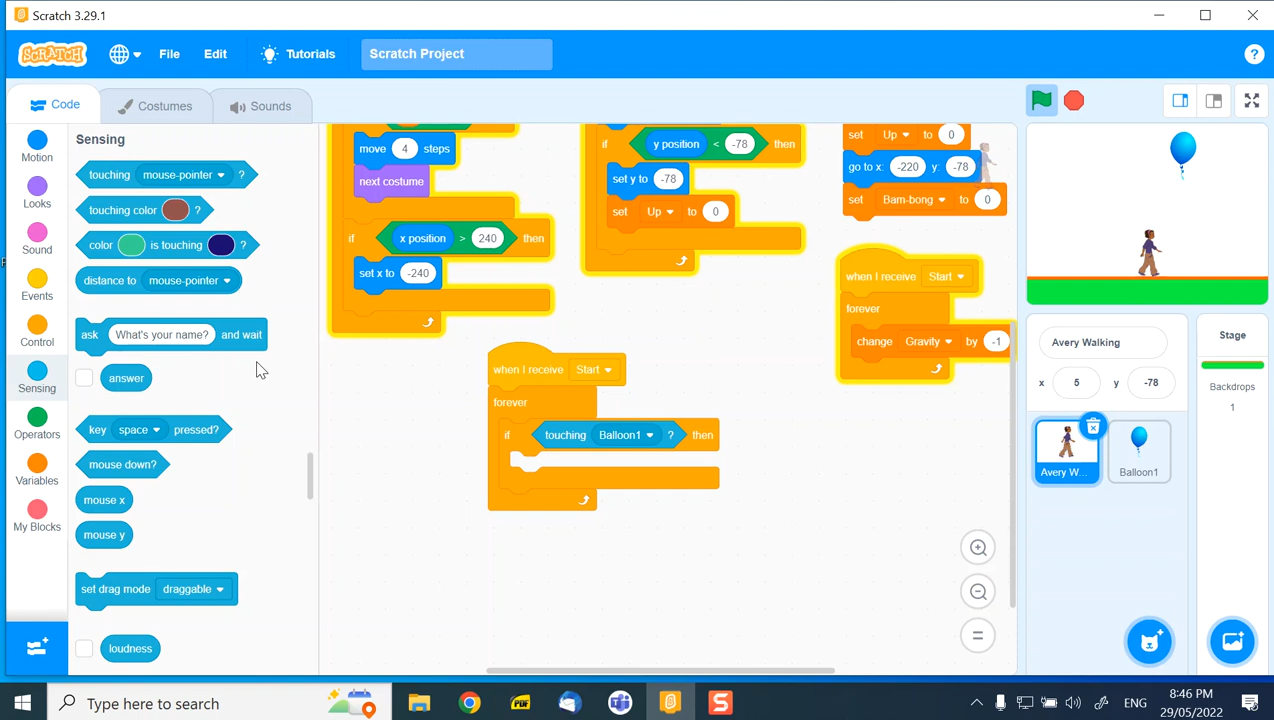 Scratch 3.29.1
SCRATCH
File
Edit
Tutorials
Scratch Project
?
Code
Costumes
Sounds
Motion
Looks
Sound
Events
Control
Sensing
Operators
Variables
My Blocks
Sensing
touching mouse-pointer ?
touching color ?
color is touching ?
distance to mouse-pointer
ask What's your name? and wait
answer
key space pressed?
mouse down?
mouse x
mouse y
set drag mode draggable
loudness
move 4 steps
next costume
if x position > 240 then
set x to -240
if y position < -78 then
set y to -78
set Up to 0
set Up to 0
go to x: -220 y: -78
set Bam-bong to 0
when I receive Start
forever
change Gravity by -1
when I receive Start
forever
if touching Balloon1 ? then
Avery Walking
x 5 y -78
Avery W...
Balloon1
Stage
Backdrops
1
Type here to search
PDF
ENG
8:46 PM
29/05/2022